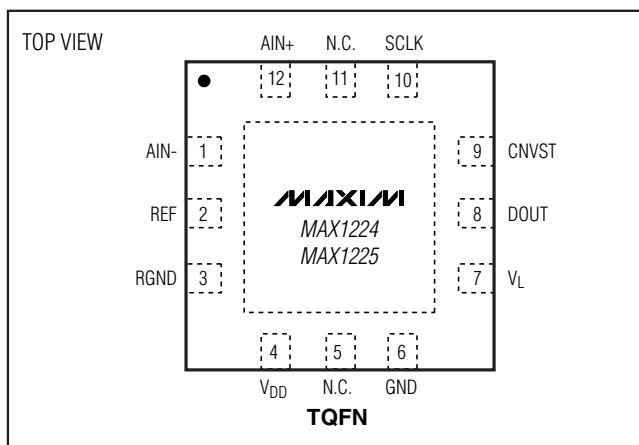 TOP VIEW
AIN+ N.C. SCLK
12 11 10
AIN- 1
9 CNVST
REF 2
8 DOUT
RGND 3
7 VL
MAXIM
MAX1224
MAX1225
4 5 6
VDD N.C. GND
TQFN